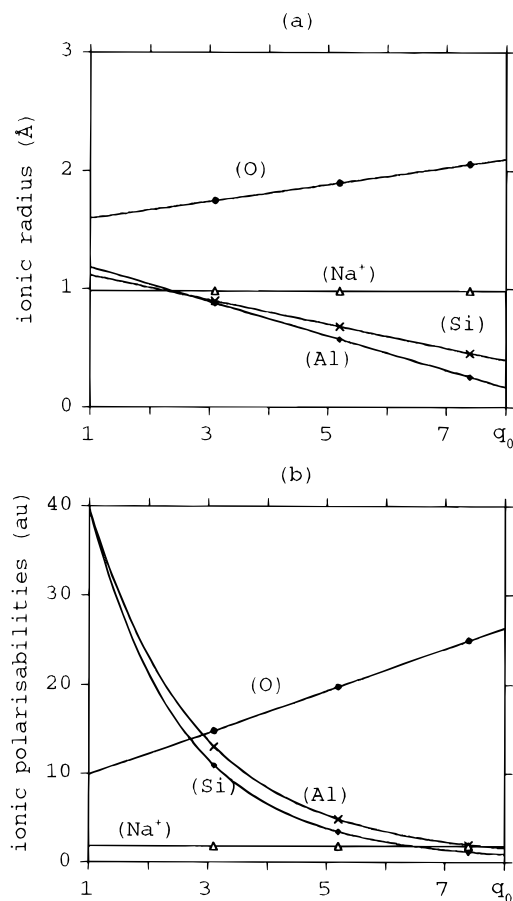 (a)
3
2
1
0
ionic radius (Å)
(O)
(Na⁺)
(Si)
(Al)
1 3 5 7 q₀
(b)
40
30
20
10
0
ionic polarisabilities (au)
(O)
(Si)
(Al)
(Na⁺)
1 3 5 7 q₀